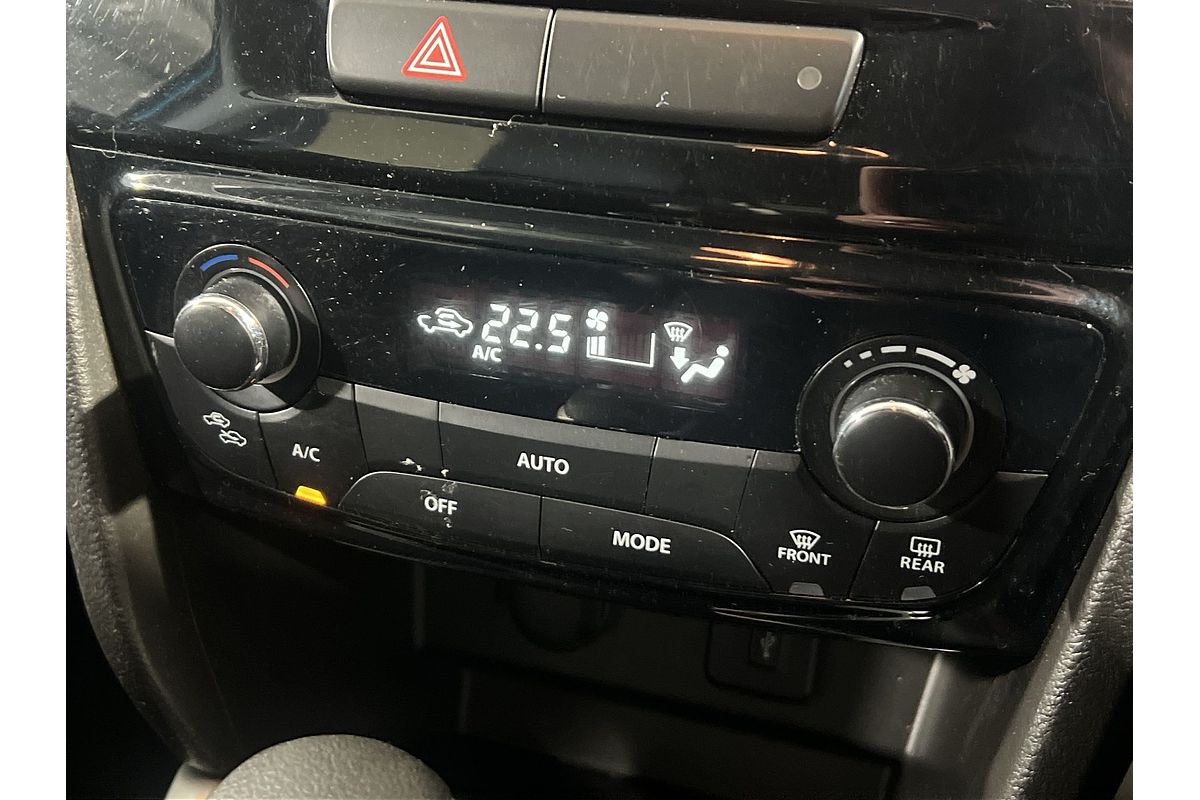 22.5
A/C
A/C
AUTO
OFF
MODE
FRONT
REAR